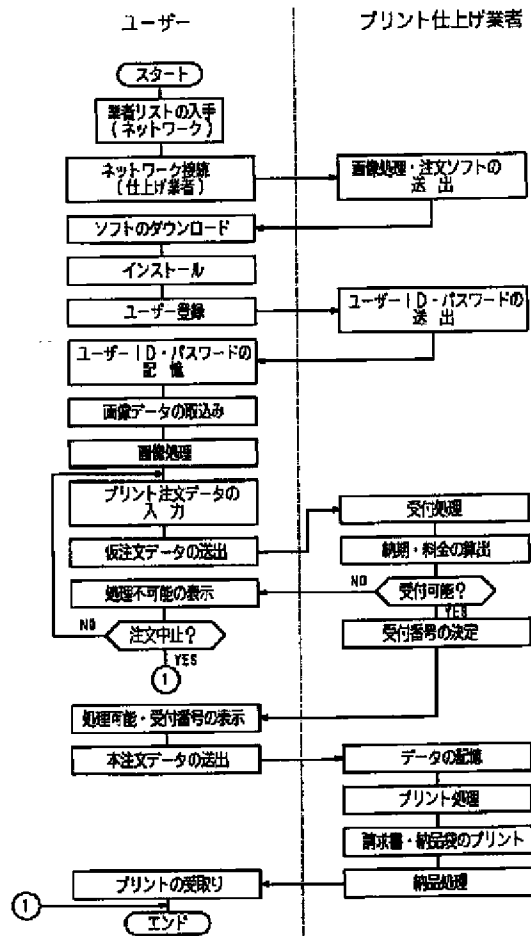 ユーザー
プリント仕上げ業者
スタート
業者リストの入手
(ネットワーク)
ネットワーク接続
(仕上げ業者)
画像処理・注文ソフトの
送出
ソフトのダウンロード
インストール
ユーザー登録
ユーザーID・パスワードの
送出
ユーザーID・パスワードの
記憶
画像データの取込み
画像処理
プリント注文データの
入力
受付処理
仮注文データの送出
納期・料金の算出
処理不可能の表示
NO
受付可能?
YES
NO
注文中止?
YES
受付番号の決定
1
処理可能・受付番号の表示
本注文データの送出
データの記憶
プリント処理
請求書・納品袋のプリント
プリントの受取り
納品処理
1
エンド